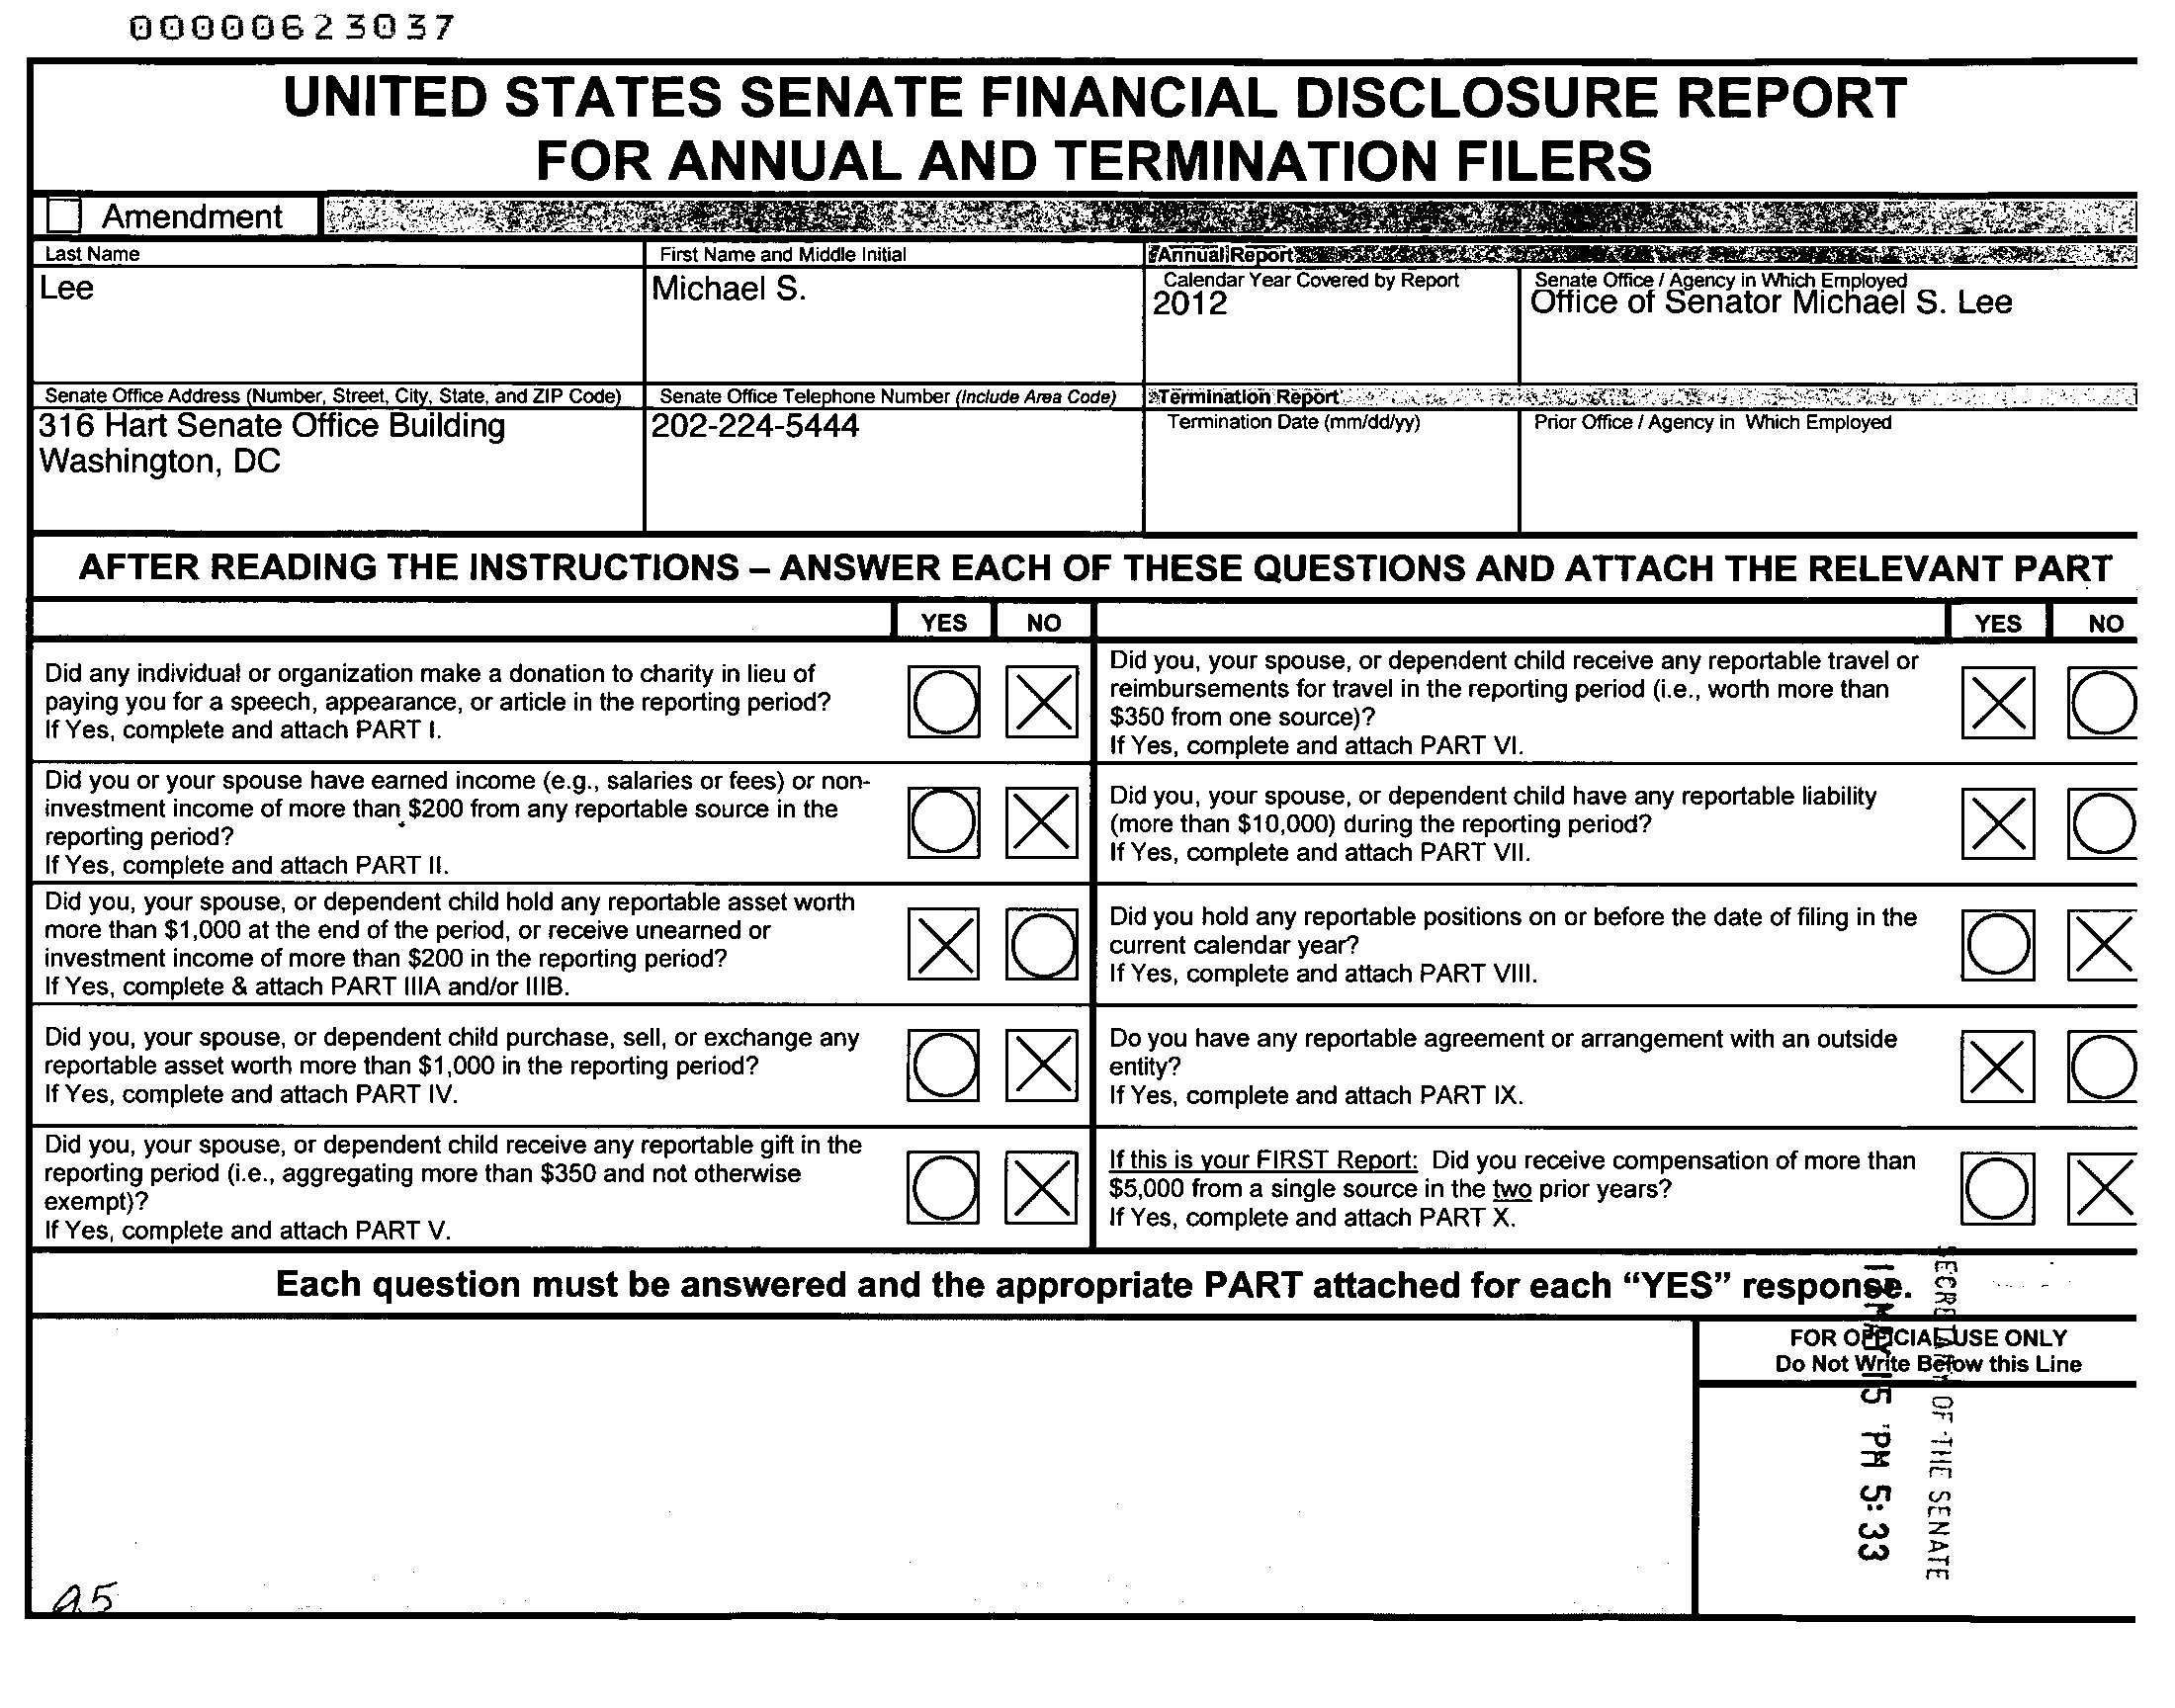 00000623037
UNITED STATES SENATE FINANCIAL DISCLOSURE REPORT
FOR ANNUAL AND TERMINATION FILERS
Amendment
Last Name
Lee
First Name and Middle Initial
Michael S.
Annual Report
Calendar Year Covered by Report
2012
Senate Office / Agency in Which Employed
Office of Senator Michael S. Lee
Senate Office Address (Number, Street, City, State, and ZIP Code)
316 Hart Senate Office Building
Washington, DC
Senate Office Telephone Number (Include Area Code)
202-224-5444
Termination Report
Termination Date (mm/dd/yy)
Prior Office / Agency in Which Employed
AFTER READING THE INSTRUCTIONS – ANSWER EACH OF THESE QUESTIONS AND ATTACH THE RELEVANT PART
YES NO
Did any individual or organization make a donation to charity in lieu of
paying you for a speech, appearance, or article in the reporting period?
If Yes, complete and attach PART I.
Did you or your spouse have earned income (e.g., salaries or fees) or non-
investment income of more than $200 from any reportable source in the
reporting period?
If Yes, complete and attach PART II.
Did you, your spouse, or dependent child hold any reportable asset worth
more than $1,000 at the end of the period, or receive unearned or
investment income of more than $200 in the reporting period?
If Yes, complete & attach PART IIIA and/or IIIB.
Did you, your spouse, or dependent child purchase, sell, or exchange any
reportable asset worth more than $1,000 in the reporting period?
If Yes, complete and attach PART IV.
Did you, your spouse, or dependent child receive any reportable gift in the
reporting period (i.e., aggregating more than $350 and not otherwise
exempt)?
If Yes, complete and attach PART V.
YES NO
Did you, your spouse, or dependent child receive any reportable travel or
reimbursements for travel in the reporting period (i.e., worth more than
$350 from one source)?
If Yes, complete and attach PART VI.
Did you, your spouse, or dependent child have any reportable liability
(more than $10,000) during the reporting period?
If Yes, complete and attach PART VII.
Did you hold any reportable positions on or before the date of filing in the
current calendar year?
If Yes, complete and attach PART VIII.
Do you have any reportable agreement or arrangement with an outside
entity?
If Yes, complete and attach PART IX.
If this is your FIRST Report: Did you receive compensation of more than
$5,000 from a single source in the two prior years?
If Yes, complete and attach PART X.
Each question must be answered and the appropriate PART attached for each “YES” response.
FOR OFFICIAL USE ONLY
Do Not Write Below this Line
SECRETARY OF THE SENATE
MAY 15 PM 5:33